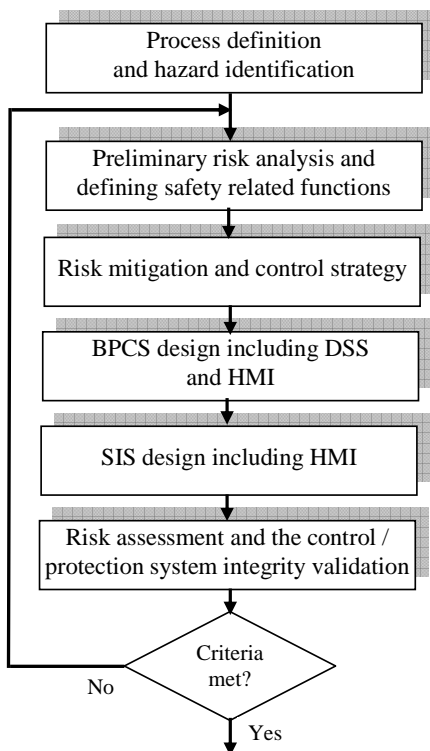 Process definition
and hazard identification
Preliminary risk analysis and
defining safety related functions
Risk mitigation and control strategy
BPCS design including DSS
and HMI
SIS design including HMI
Risk assessment and the control /
protection system integrity validation
Criteria
met?
No
Yes